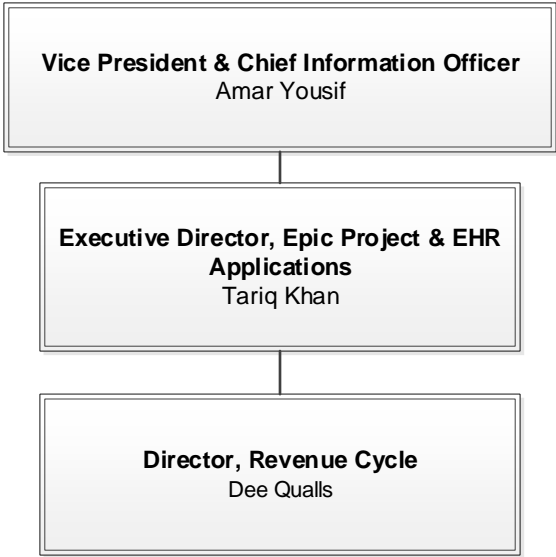 Vice President & Chief Information Officer
Amar Yousif
Executive Director, Epic Project & EHR
Applications
Tariq Khan
Director, Revenue Cycle
Dee Qualls